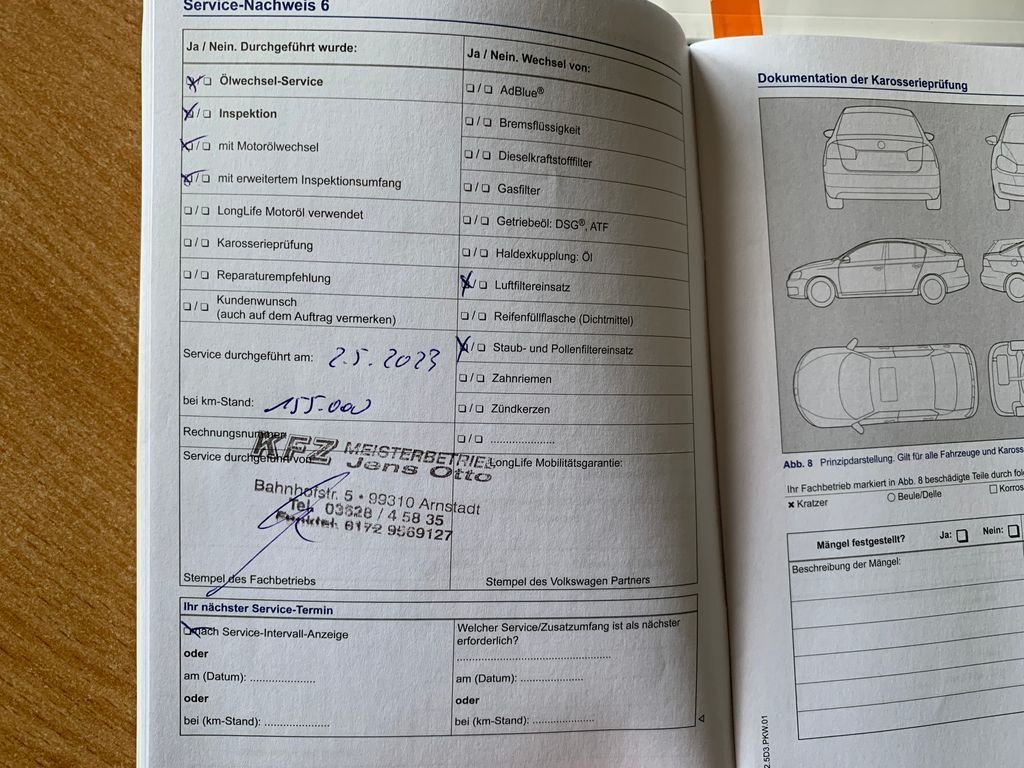 Service-Nachweis 6
Ja / Nein. Durchgeführt wurde:
❑/❑ Ölwechsel-Service
❑/❑ Inspektion
❑/❑ mit Motorölwechsel
❑/❑ mit erweitertem Inspektionsumfang
❑/❑ LongLife Motoröl verwendet
❑/❑ Karosserieprüfung
❑/❑ Reparaturempfehlung
❑/❑ Kundenwunsch
(auch auf dem Auftrag vermerken)
Service durchgeführt am: 2.5.2023
bei km-Stand: 155.000
Rechnungsnummer
Service durchgeführt von
KFZ MEISTERBETRIEB
Jens Otto
Bahnhofstr. 5 • 99310 Arnstadt
Tel. 03628 / 4 58 35
Funktel. 0172 9569127
Stempel des Fachbetriebs
Ja / Nein. Wechsel von:
❑/❑ AdBlue®
❑/❑ Bremsflüssigkeit
❑/❑ Dieselkraftstofffilter
❑/❑ Gasfilter
❑/❑ Getriebeöl: DSG®, ATF
❑/❑ Haldexkupplung: Öl
❑/❑ Luftfiltereinsatz
❑/❑ Reifenfüllflasche (Dichtmittel)
❑/❑ Staub- und Pollenfiltereinsatz
❑/❑ Zahnriemen
❑/❑ Zündkerzen
❑/❑ .....................
LongLife Mobilitätsgarantie:
Stempel des Volkswagen Partners
Ihr nächster Service-Termin
❑ nach Service-Intervall-Anzeige
oder
am (Datum): .....................
oder
bei (km-Stand): .....................
Welcher Service/Zusatzumfang ist als nächster
erforderlich?
..................................................
am (Datum): .....................
oder
bei (km-Stand): .....................
Dokumentation der Karosserieprüfung
Abb. 8 Prinzipdarstellung. Gilt für alle Fahrzeuge und Kaross
Ihr Fachbetrieb markiert in Abb. 8 beschädigte Teile durch fol
x Kratzer
○ Beule/Delle
□ Korros
Mängel festgestellt? Ja: ❑ Nein: ❑
Beschreibung der Mängel:
2.5D3.PKW.01